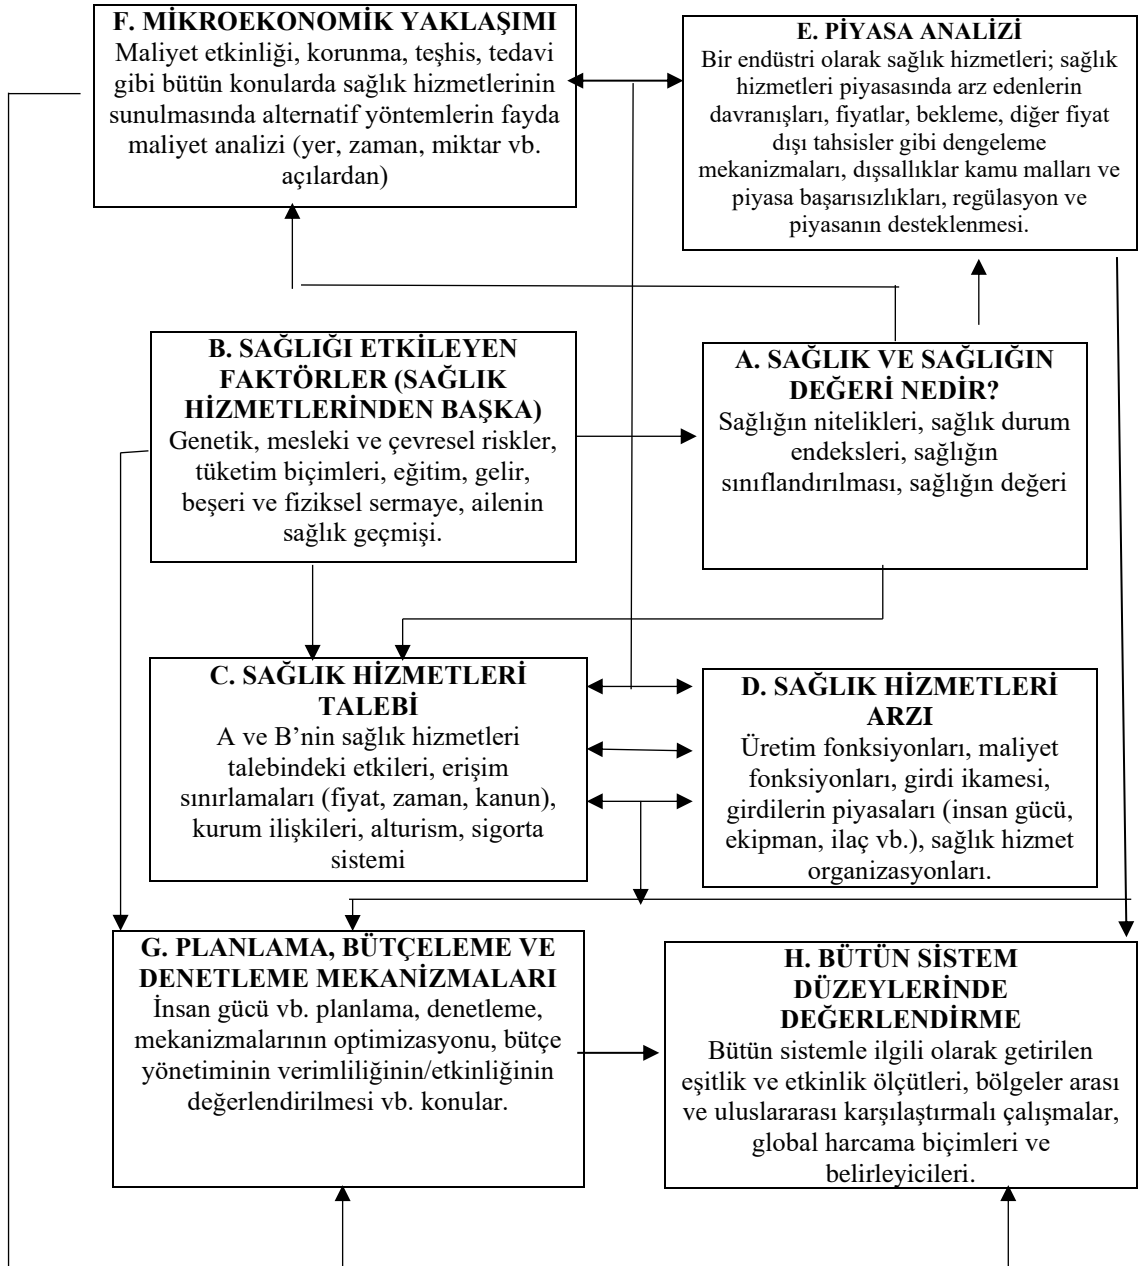 F. MİKROEKONOMİK YAKLAŞIMI
Maliyet etkinliği, korunma, teşhis, tedavi
gibi bütün konularda sağlık hizmetlerinin
sunulmasında alternatif yöntemlerin fayda
maliyet analizi (yer, zaman, miktar vb.
açılardan)
E. PİYASA ANALİZİ
Bir endüstri olarak sağlık hizmetleri; sağlık
hizmetleri piyasasında arz edenlerin
davranışları, fiyatlar, bekleme, diğer fiyat
dışı tahsisler gibi dengeleme
mekanizmaları, dışsallıklar kamu malları ve
piyasa başarısızlıkları, regülasyon ve
piyasanın desteklenmesi.
B. SAĞLIĞI ETKİLEYEN
FAKTÖRLER (SAĞLIK
HİZMETLERİNDEN BAŞKA)
Genetik, mesleki ve çevresel riskler,
tüketim biçimleri, eğitim, gelir,
beşeri ve fiziksel sermaye, ailenin
sağlık geçmişi.
A. SAĞLIK VE SAĞLIĞIN
DEĞERİ NEDİR?
Sağlığın nitelikleri, sağlık durum
endeksleri, sağlığın
sınıflandırılması, sağlığın değeri
C. SAĞLIK HİZMETLERİ
TALEBİ
A ve B’nin sağlık hizmetleri
talebindeki etkileri, erişim
sınırlamaları (fiyat, zaman, kanun),
kurum ilişkileri, alturism, sigorta
sistemi
D. SAĞLIK HİZMETLERİ
ARZI
Üretim fonksiyonları, maliyet
fonksiyonları, girdi ikamesi,
girdilerin piyasaları (insan gücü,
ekipman, ilaç vb.), sağlık hizmet
organizasyonları.
G. PLANLAMA, BÜTÇELEME VE
DENETLEME MEKANİZMALARI
İnsan gücü vb. planlama, denetleme,
mekanizmalarının optimizasyonu, bütçe
yönetiminin verimliliğinin/etkinliğinin
değerlendirilmesi vb. konular.
H. BÜTÜN SİSTEM
DÜZEYLERİNDE
DEĞERLENDİRME
Bütün sistemle ilgili olarak getirilen
eşitlik ve etkinlik ölçütleri, bölgeler arası
ve uluslararası karşılaştırmalı çalışmalar,
global harcama biçimleri ve
belirleyicileri.